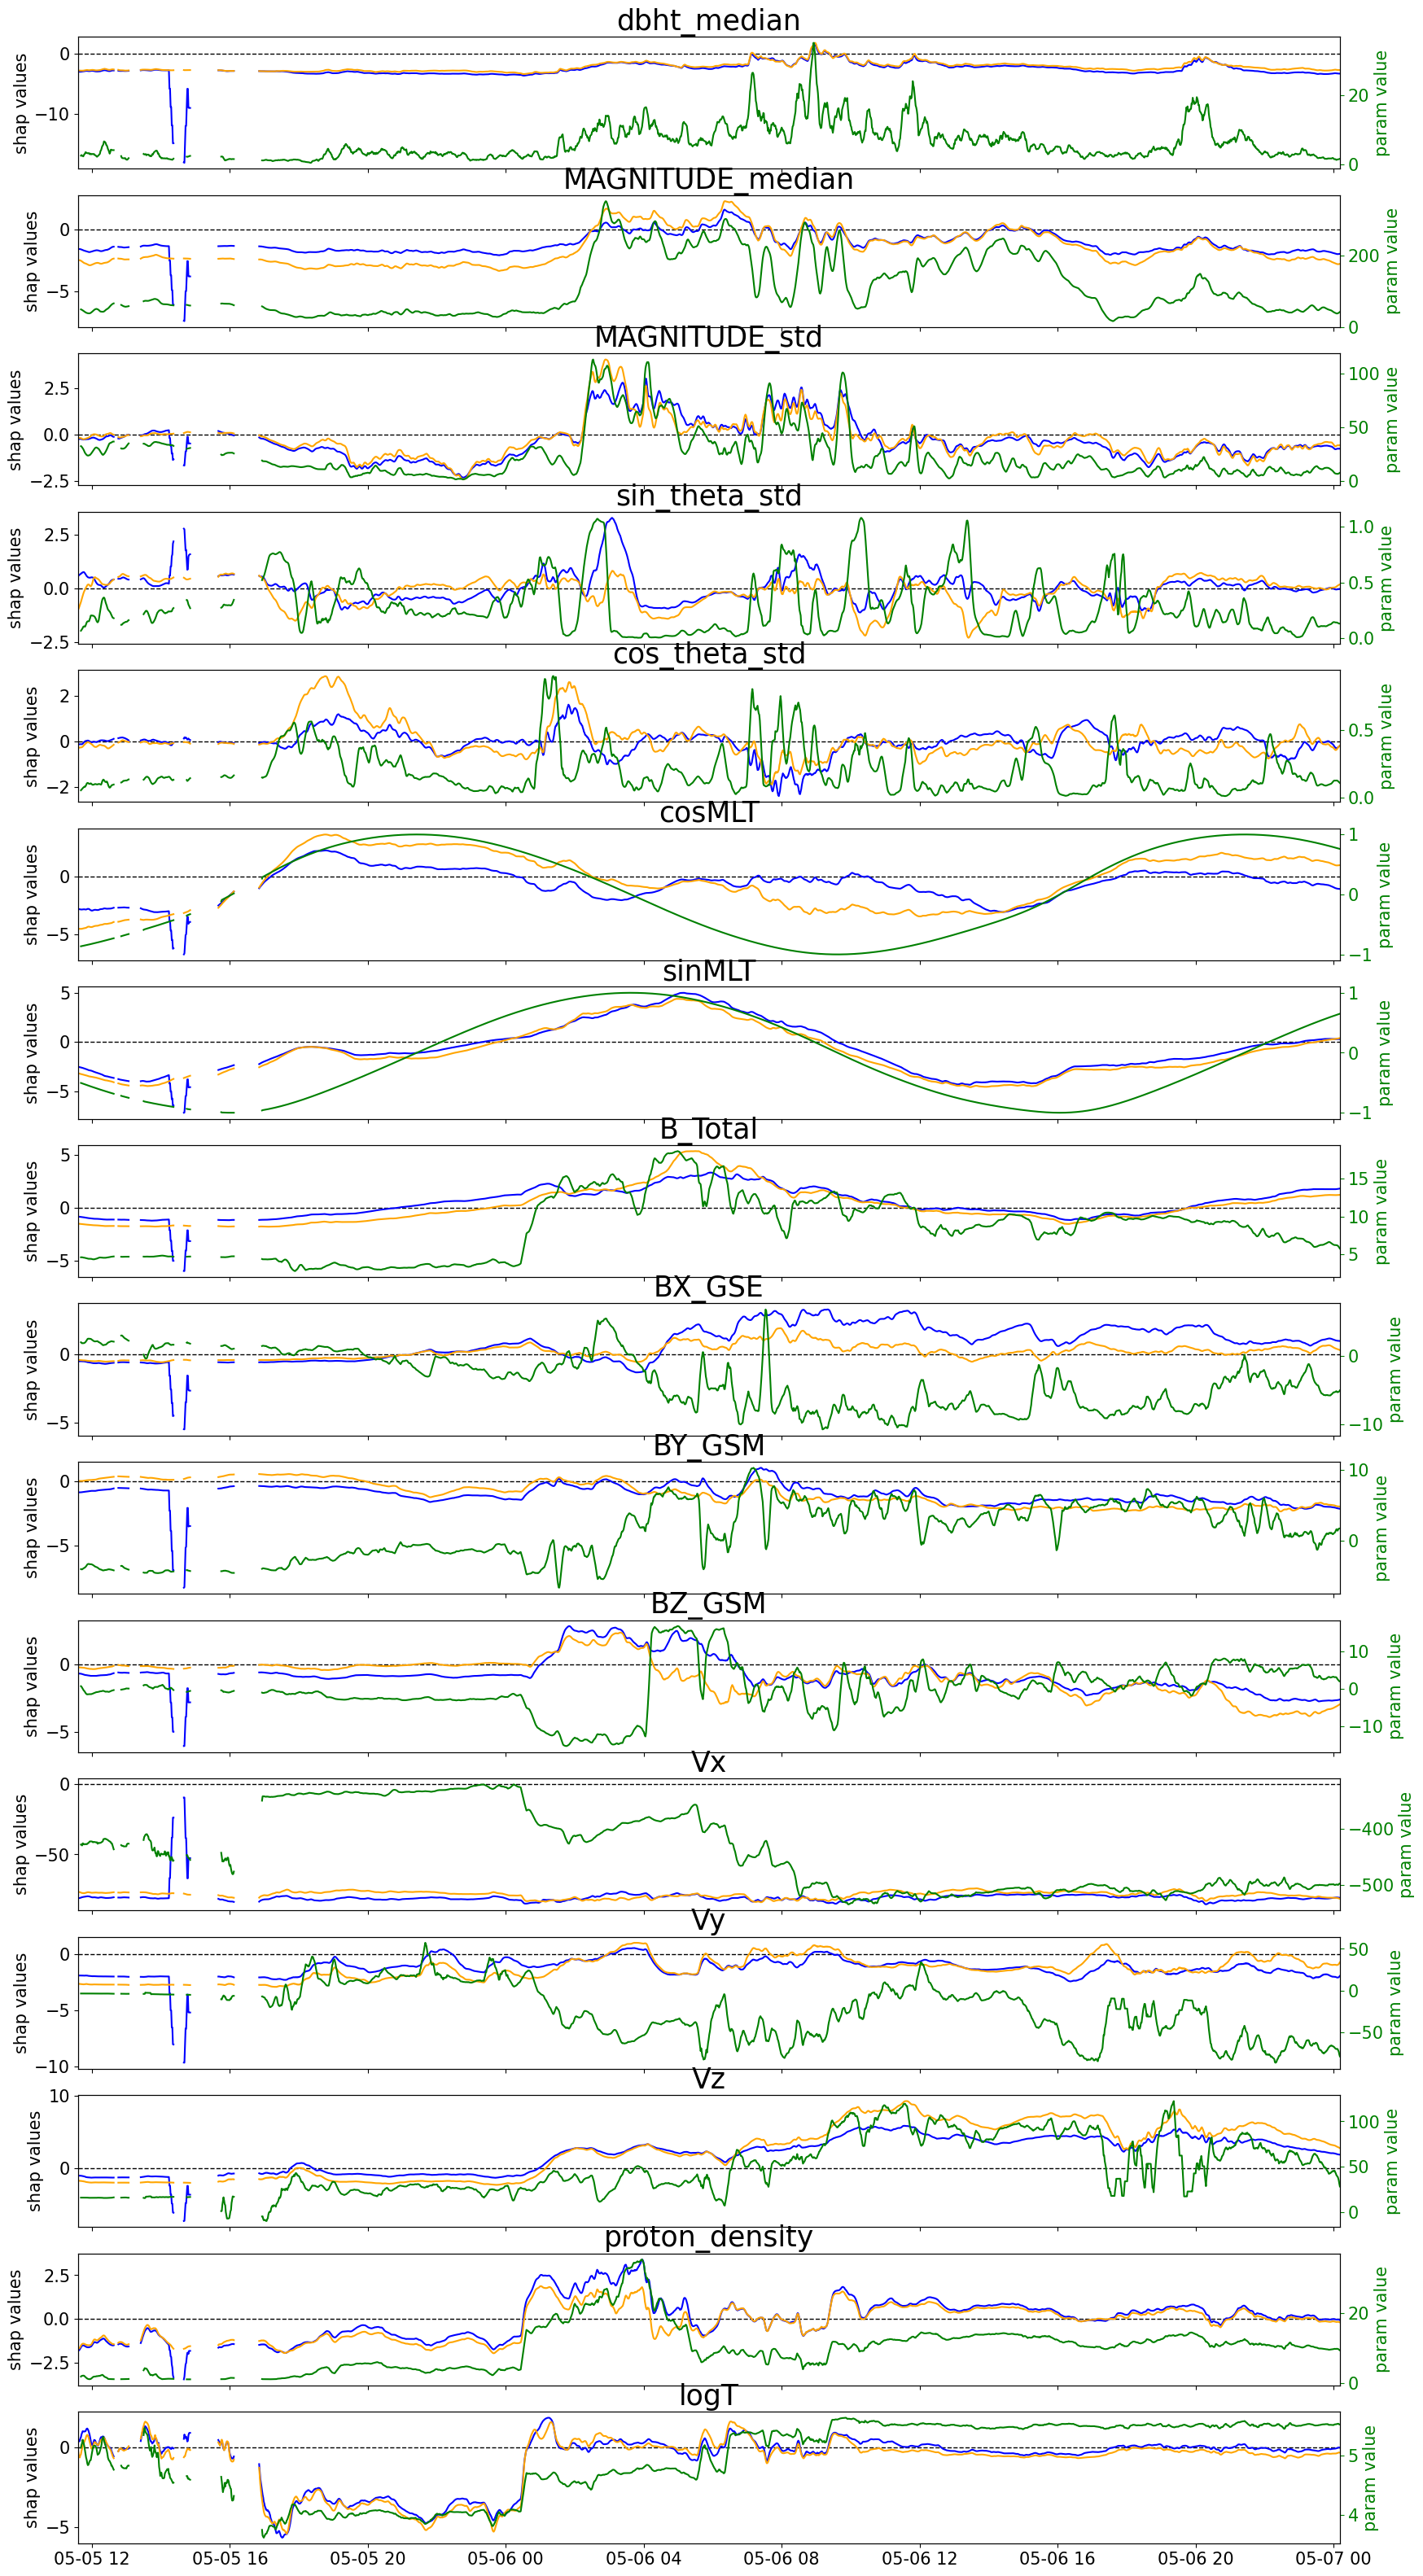 dbht_median
shap values
0
−10
20
0
param value
MAGNITUDE_median
shap values
0
−5
200
0
param value
MAGNITUDE_std
shap values
2.5
0.0
−2.5
100
50
0
param value
sin_theta_std
shap values
2.5
0.0
−2.5
1.0
0.5
0.0
param value
cos_theta_std
shap values
2
0
−2
0.5
0.0
param value
cosMLT
shap values
0
−5
1
0
−1
param value
sinMLT
shap values
5
0
−5
1
0
−1
param value
B_Total
shap values
5
0
−5
15
10
5
param value
BX_GSE
shap values
0
−5
0
−10
param value
BY_GSM
shap values
0
−5
10
0
param value
BZ_GSM
shap values
0
−5
10
0
−10
param value
Vx
shap values
0
−50
−400
−500
param value
Vy
shap values
0
−5
−10
50
0
−50
param value
Vz
shap values
10
0
100
50
0
param value
proton_density
shap values
2.5
0.0
−2.5
20
0
param value
logT
shap values
0
−5
5
4
param value
05-05 12 05-05 16 05-05 20 05-06 00 05-06 04 05-06 08 05-06 12 05-06 16 05-06 20 05-07 00